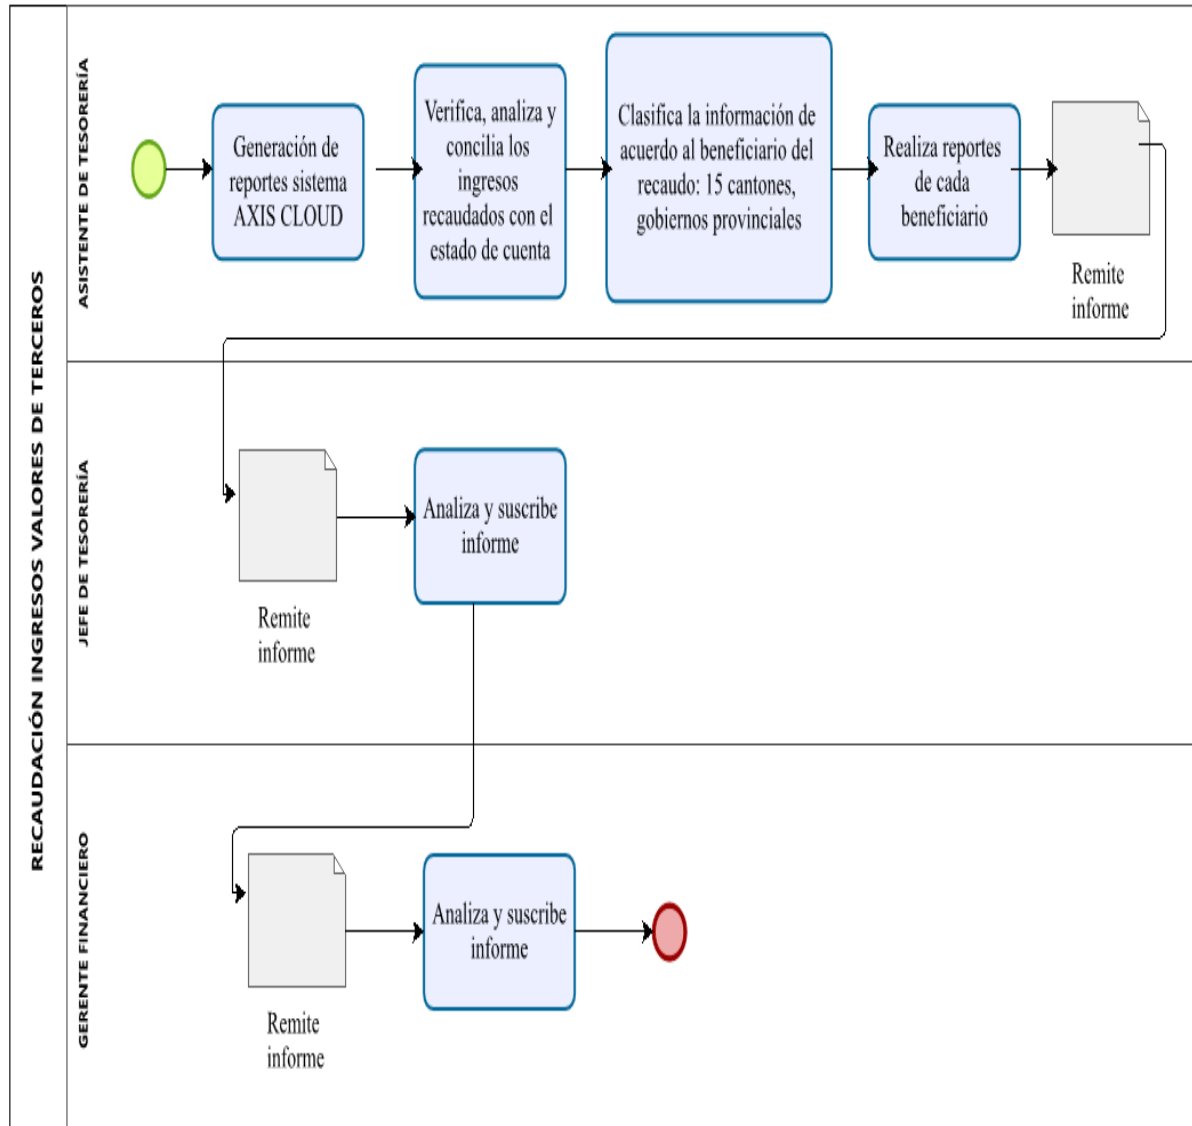 RECAUDACIÓN INGRESOS VALORES DE TERCEROS
ASISTENTE DE TESORERÍA
Generación de
reportes sistema
AXIS CLOUD
Verifica, analiza y
concilia los
ingresos
recaudados con el
estado de cuenta
Clasifica la información de
acuerdo al beneficiario del
recaudo: 15 cantones,
gobiernos provinciales
Realiza reportes
de cada
beneficiario
Remite
informe
JEFE DE TESORERÍA
Remite
informe
Analiza y suscribe
informe
GERENTE FINANCIERO
Remite
informe
Analiza y suscribe
informe